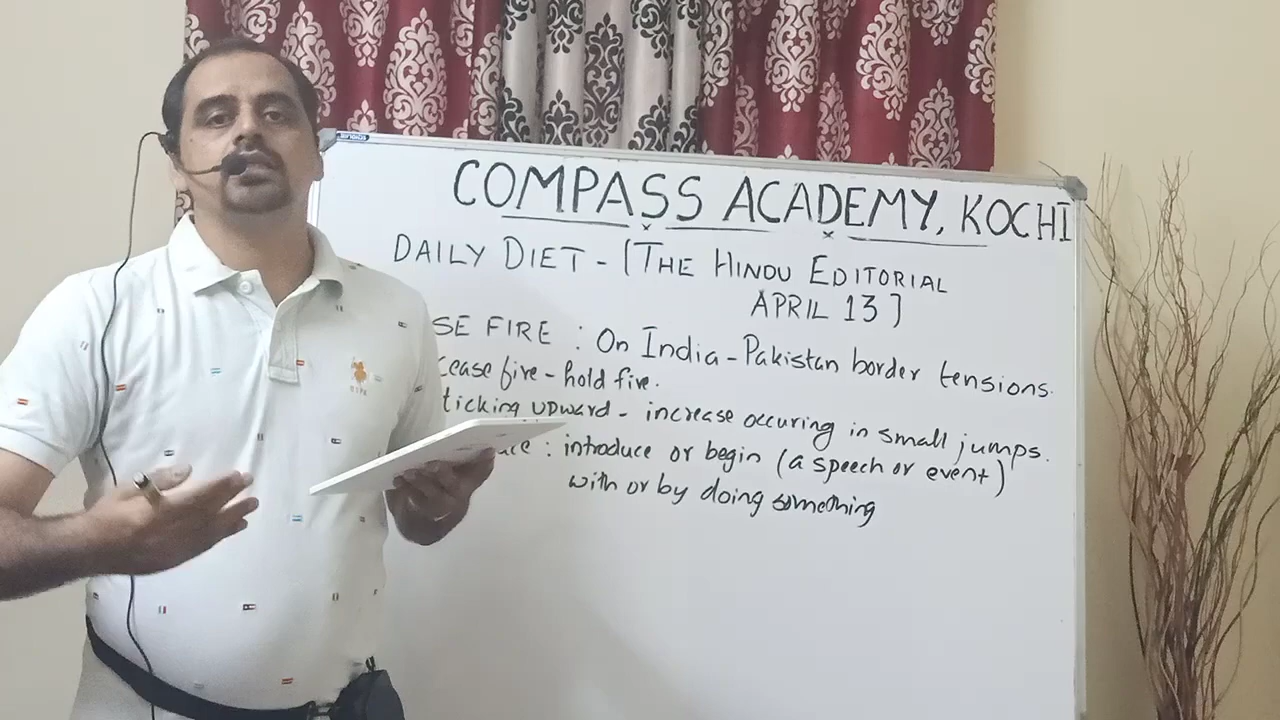 COMPASS ACADEMY, KOCHI
DAILY DIET - [THE HINDU EDITORIAL
APRIL 13]
SE FIRE : On India-Pakistan border tensions.
Cease fire - hold fire.
ticking upward - increase occuring in small jumps.
: introduce or begin (a speech or event)
with or by doing something
USPA